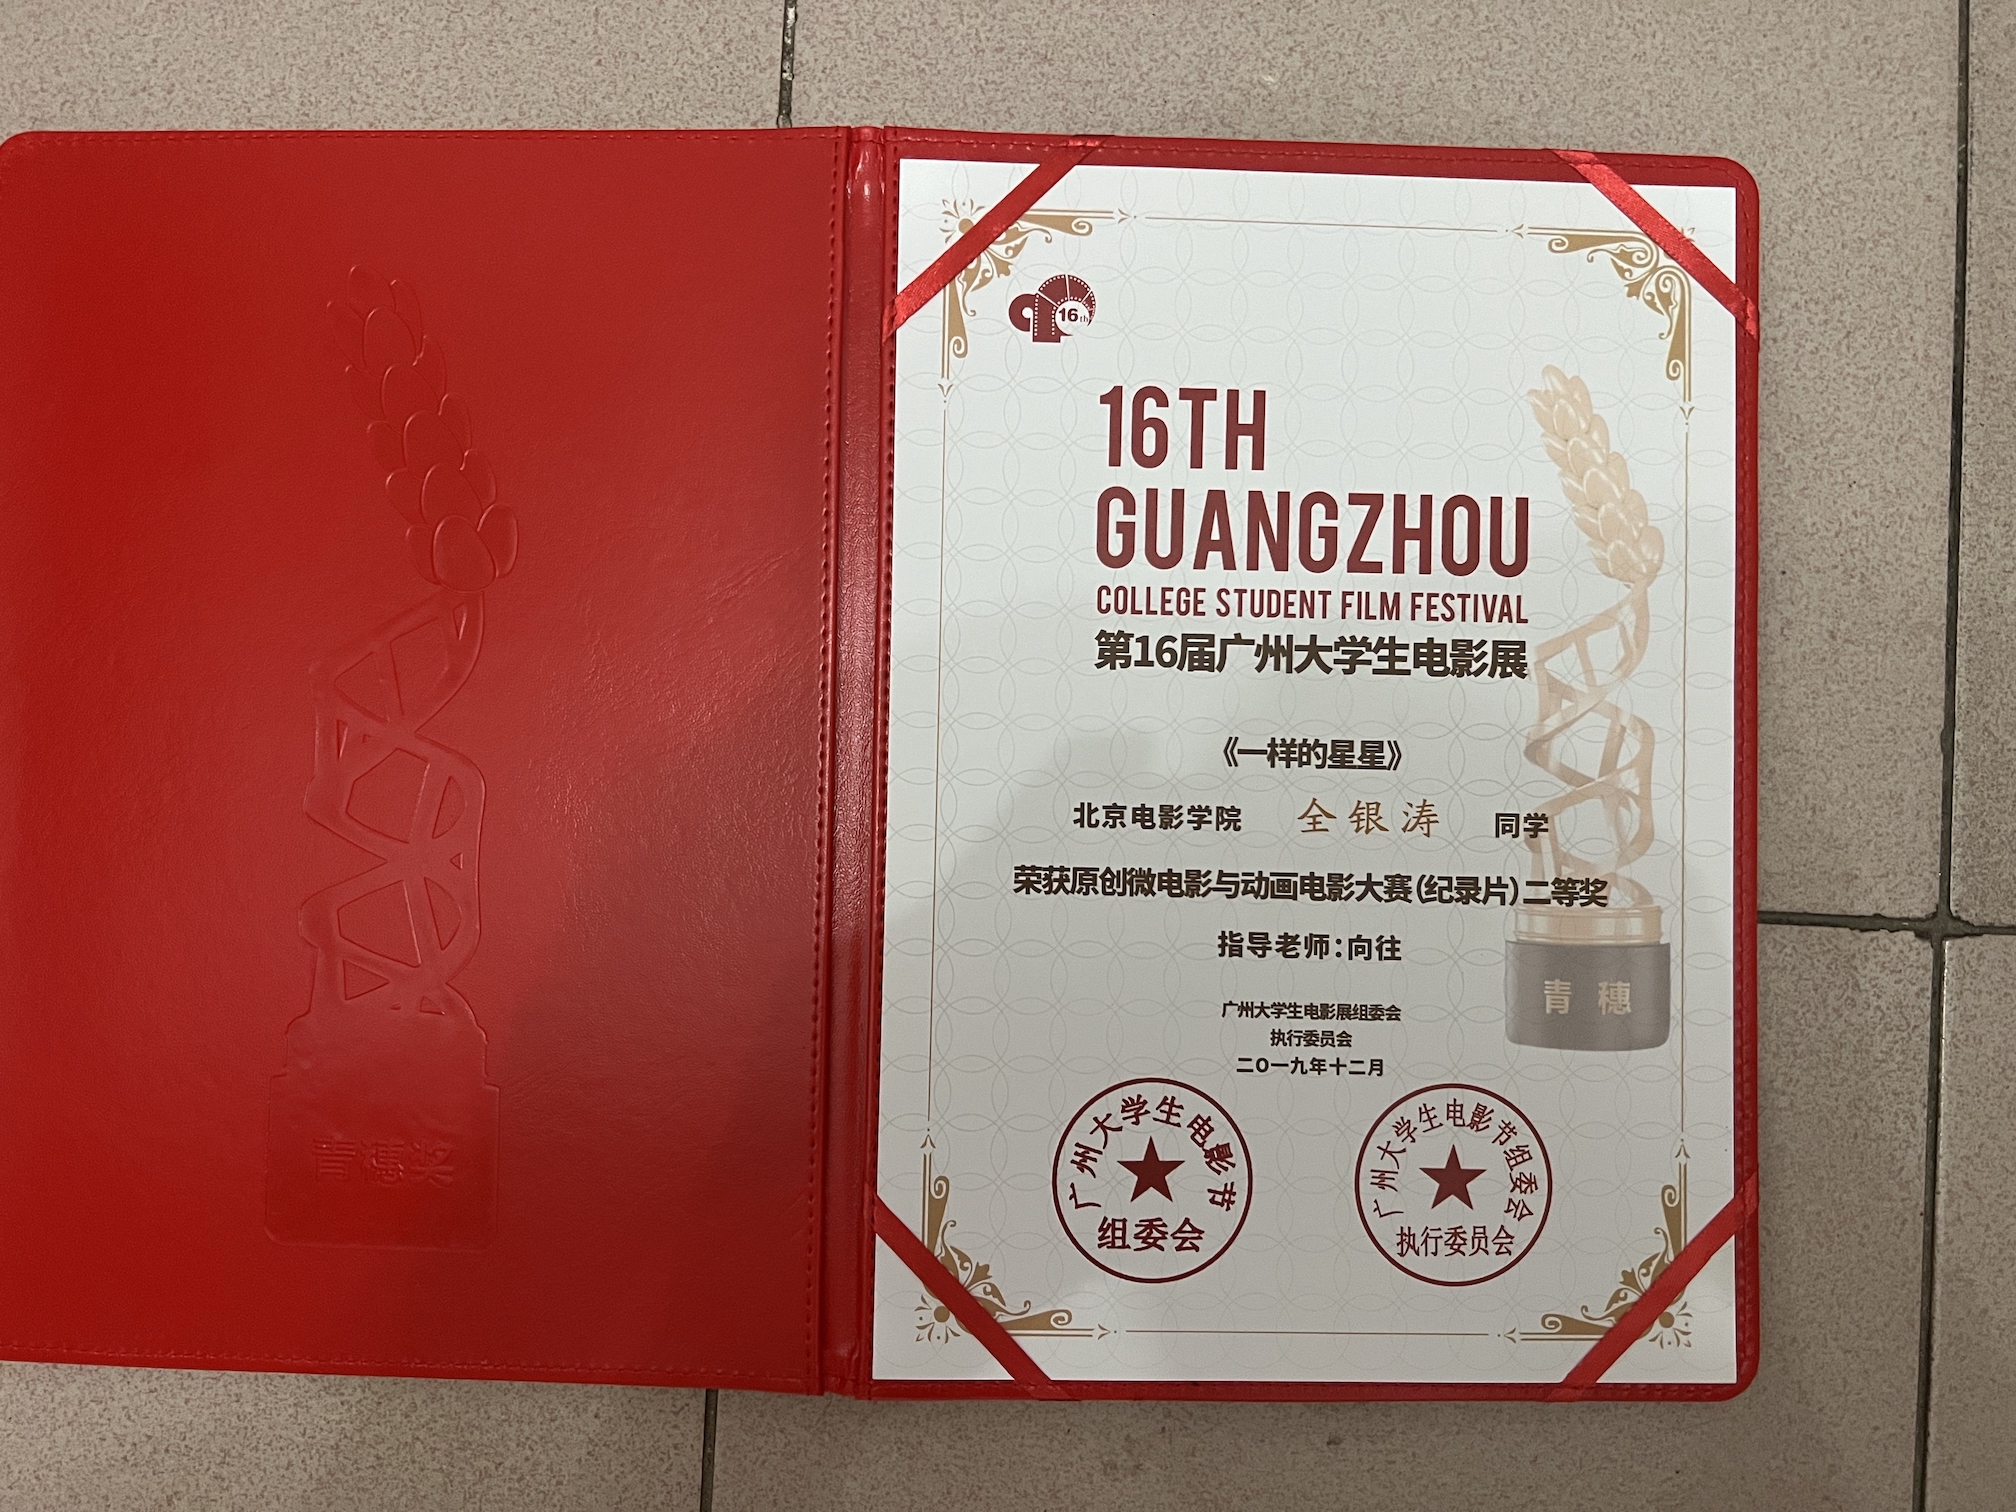 青穗奖
16th
16TH
GUANGZHOU
COLLEGE STUDENT FILM FESTIVAL
第16届广州大学生电影展
《一样的星星》
北京电影学院 全银涛 同学
荣获原创微电影与动画电影大赛(纪录片)二等奖
指导老师:向往
青穗
广州大学生电影展组委会
执行委员会
二〇一九年十二月
广州大学生电影节
组委会
广州大学生电影节组委会
执行委员会